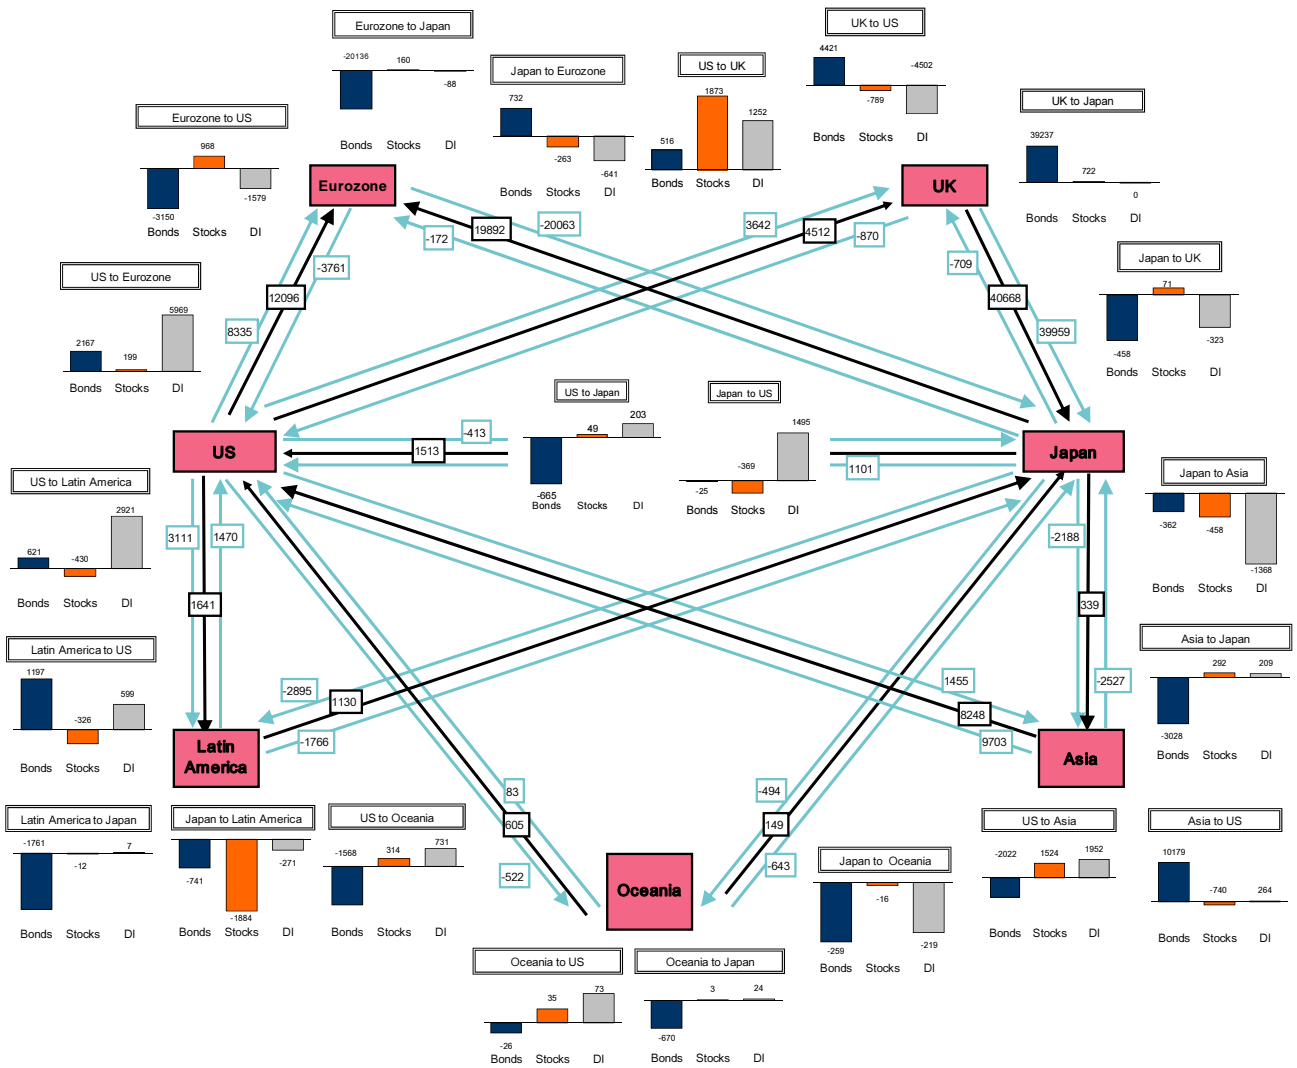 Eurozone to Japan
-20136 160
-88
Bonds Stocks DI
UK to US
4421
-4502
-789
Bonds Stocks DI
Japan to Eurozone
732
-263
-641
Bonds Stocks DI
US to UK
1873
1252
516
Bonds Stocks DI
UK to Japan
39237
722
0
Bonds Stocks DI
Eurozone to US
968
-1579
-3150
Bonds Stocks DI
Eurozone
UK
-172
19892
-20063
3642
4512
-870
-709
40668
39959
Japan to UK
71
-323
-458
Bonds Stocks DI
US to Eurozone
5969
2167
199
Bonds Stocks DI
-3761
12096
8335
US to Japan
203
49
-665
Bonds Stocks DI
Japan to US
1495
-369
-25
Bonds Stocks DI
US
-413
1513
1101
Japan
US to Latin America
2921
621
-430
Bonds Stocks DI
3111
1470
1641
Japan to Asia
-362
-458
-1368
Bonds Stocks DI
-2188
339
-2527
Latin America to US
1197
599
-326
Bonds Stocks DI
-2895
1130
-1766
1455
8248
9703
Asia to Japan
292 209
-3028
Bonds Stocks DI
Latin
America
Asia
83
605
-522
-494
149
-643
Latin America to Japan
-1761
7
-12
Bonds Stocks DI
Japan to Latin America
-741
-271
-1884
Bonds Stocks DI
US to Oceania
-1568 314 731
Bonds Stocks DI
Oceania
Japan to Oceania
-16
-219
-259
Bonds Stocks DI
US to Asia
-2022 1524 1952
Bonds Stocks DI
Asia to US
10179
-740 264
Bonds Stocks DI
Oceania to US
73
35
-26
Bonds Stocks DI
Oceania to Japan
3 24
-670
Bonds Stocks DI